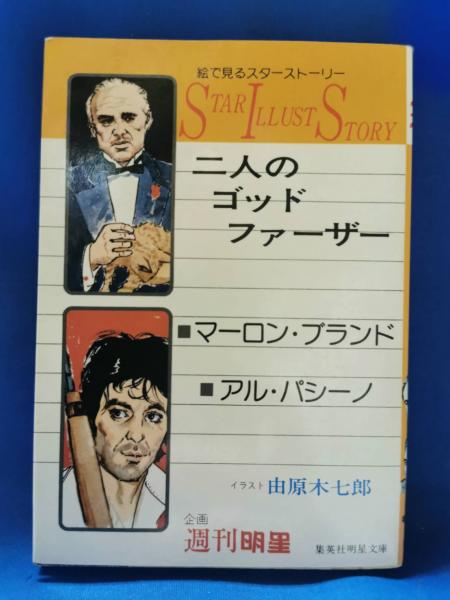 絵で見るスターストーリー
STAR ILLUST STORY
二人の
ゴッド
ファーザー
■マーロン・ブランド
■アル・パシーノ
イラスト 由原木七郎
企画
週刊明星
集英社明星文庫